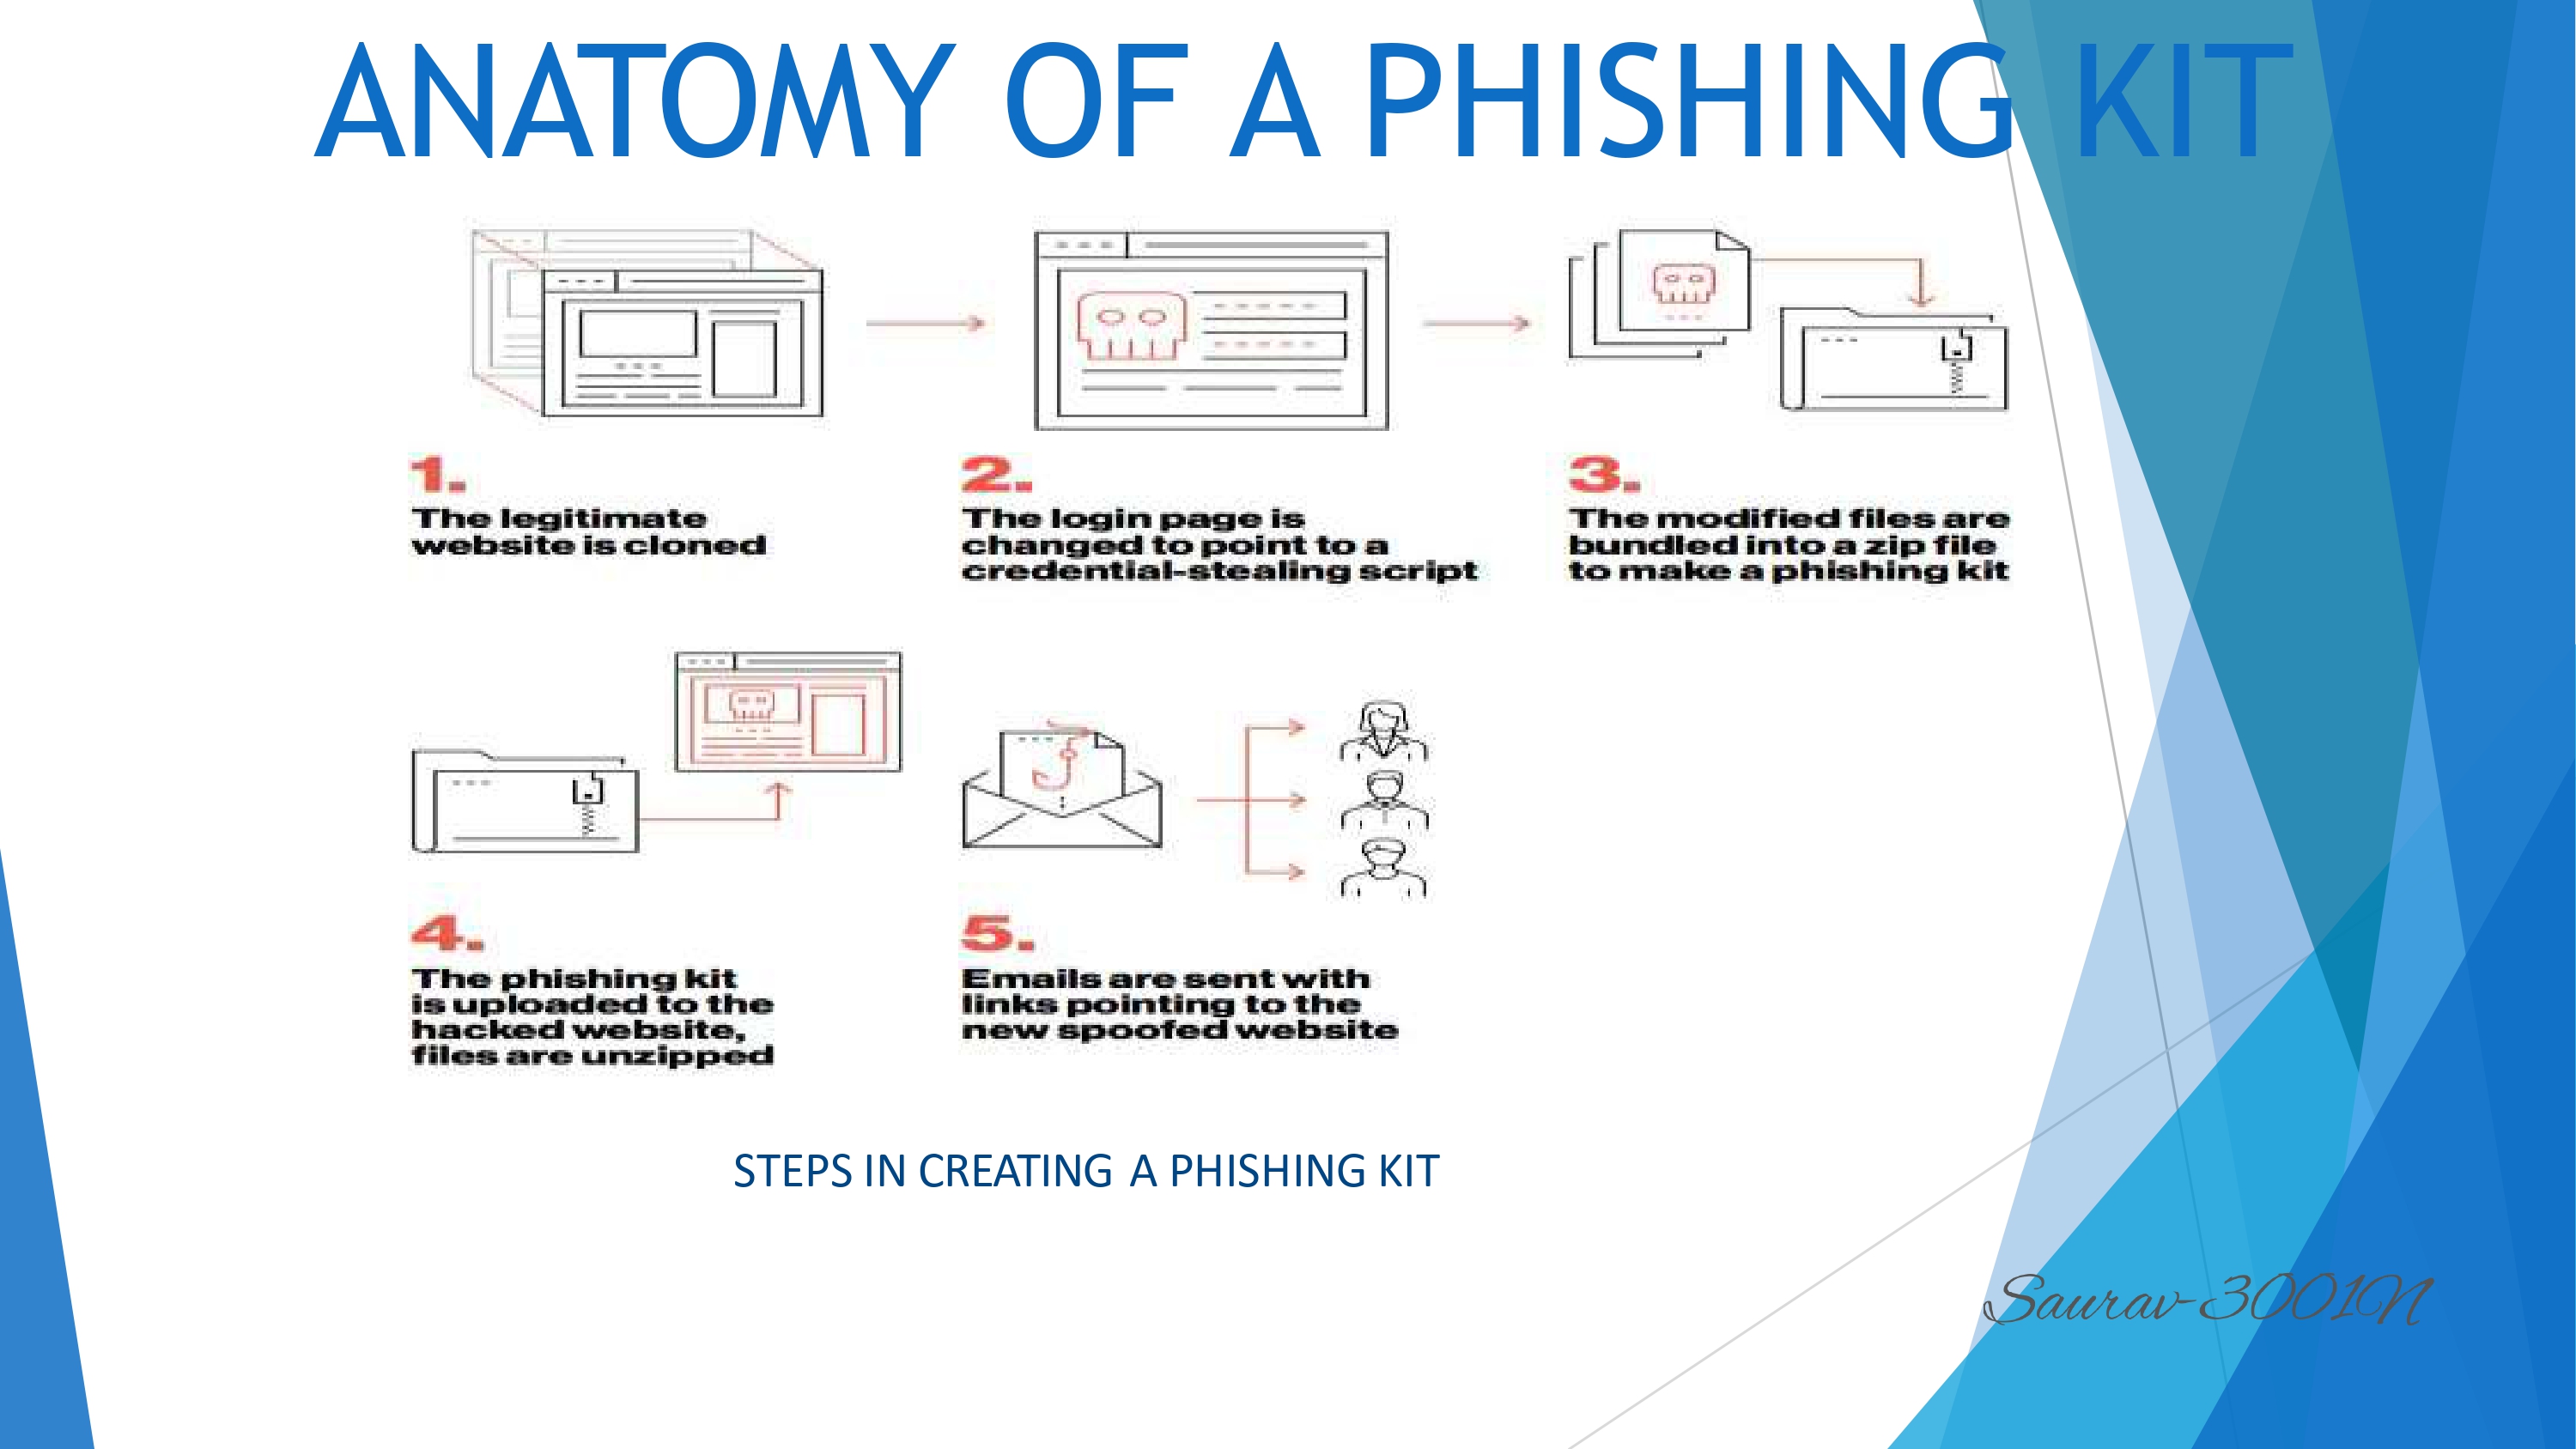 ANATOMY OF A PHISHING KIT
1.
The legitimate
website is cloned
2.
The login page is
changed to point to a
credential-stealing script
3.
The modified files are
bundled into a zip file
to make a phishing kit
4.
The phishing kit
is uploaded to the
hacked website,
files are unzipped
5.
Emails are sent with
links pointing to the
new spoofed website
STEPS IN CREATING A PHISHING KIT
Saurav-3001N